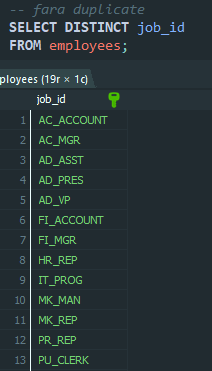 -- fara duplicate
SELECT DISTINCT job_id
FROM employees;
ployees (19r × 1c)
job_id
1 AC_ACCOUNT
2 AC_MGR
3 AD_ASST
4 AD_PRES
5 AD_VP
6 FI_ACCOUNT
7 FI_MGR
8 HR_REP
9 IT_PROG
10 MK_MAN
11 MK_REP
12 PR_REP
13 PU_CLERK